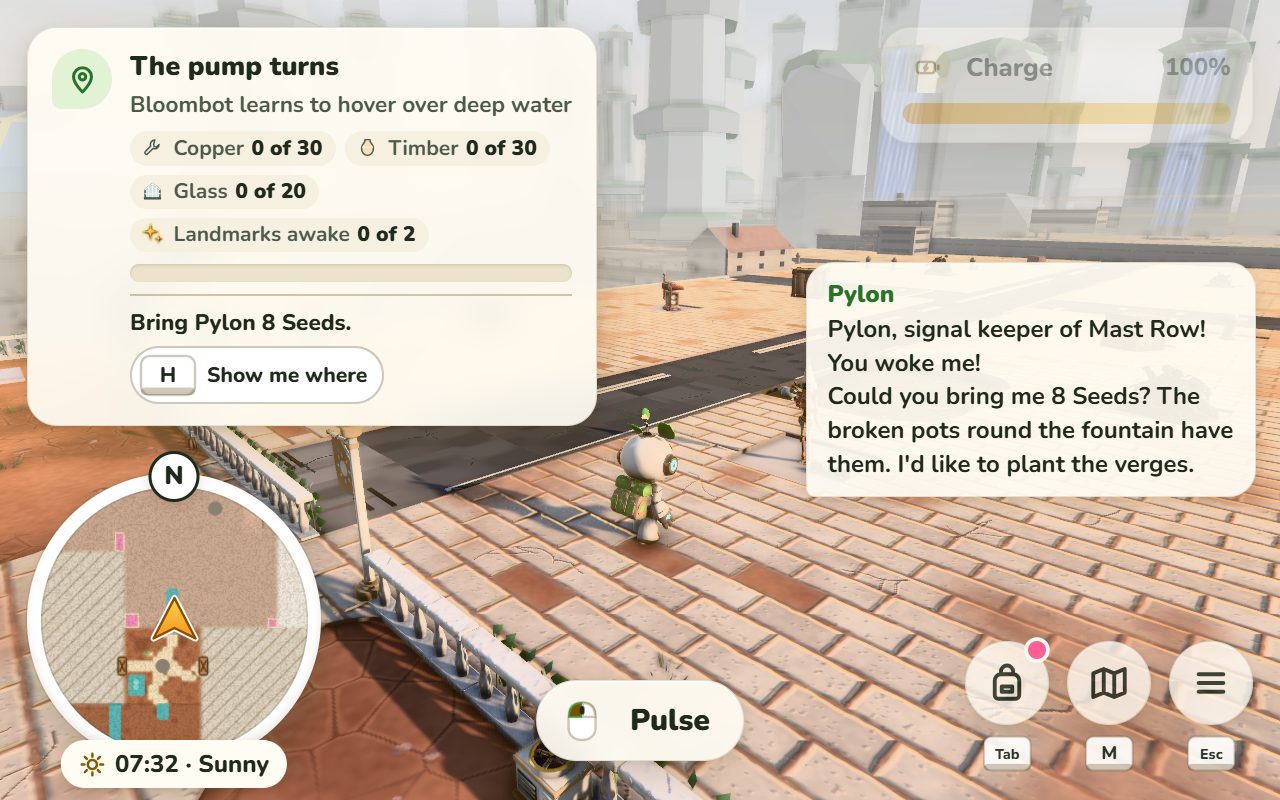 The pump turns
Bloombot learns to hover over deep water
Copper 0 of 30
Timber 0 of 30
Glass 0 of 20
Landmarks awake 0 of 2
Bring Pylon 8 Seeds.
H Show me where
Charge 100%
Pylon
Pylon, signal keeper of Mast Row!
You woke me!
Could you bring me 8 Seeds? The
broken pots round the fountain have
them. I'd like to plant the verges.
N
07:32 · Sunny
Pulse
Tab
M
Esc